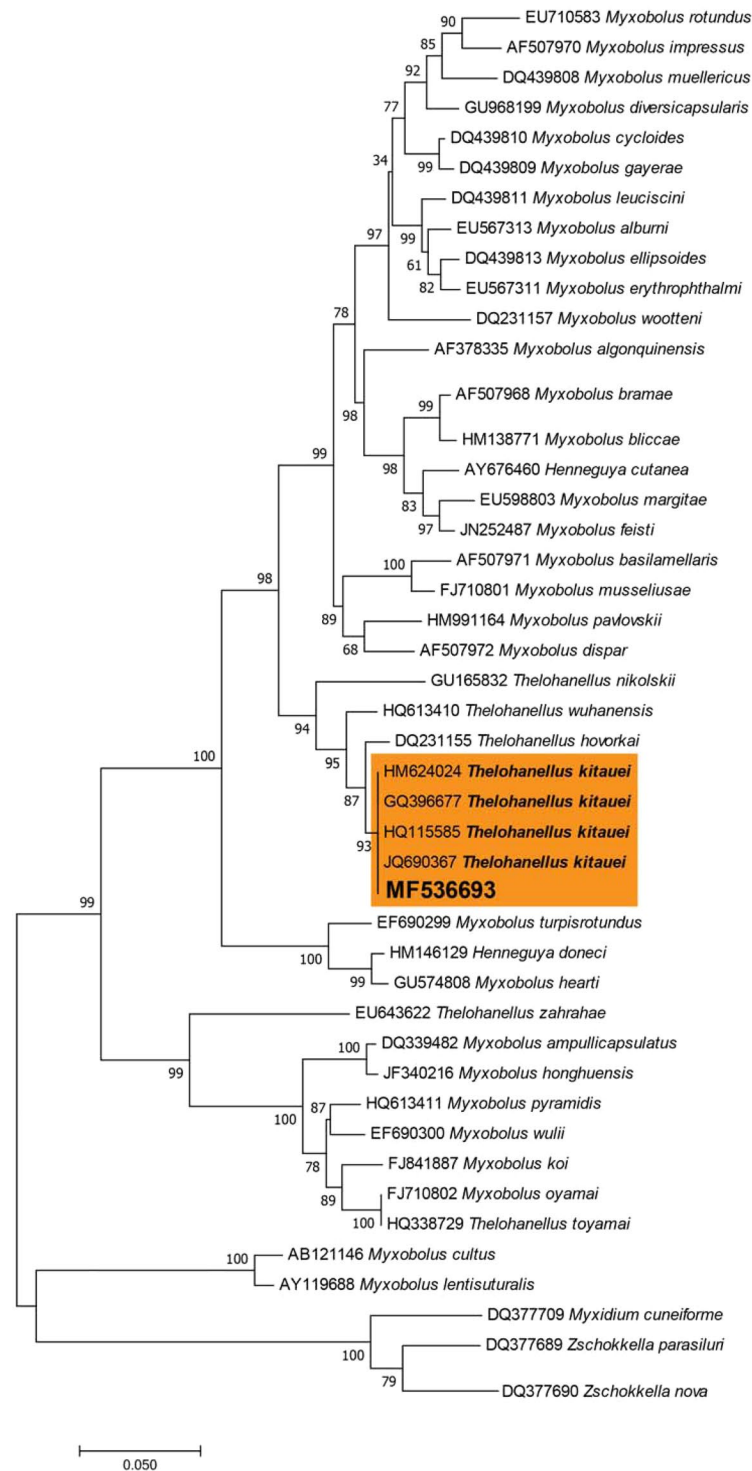 90
EU710583 Myxobolus rotundus
85
AF507970 Myxobolus impressus
92
DQ439808 Myxobolus muellericus
77
GU968199 Myxobolus diversicapsularis
DQ439810 Myxobolus cycloides
34
99
DQ439809 Myxobolus gayerae
DQ439811 Myxobolus leuciscini
97
99
EU567313 Myxobolus alburni
61
DQ439813 Myxobolus ellipsoides
82
EU567311 Myxobolus erythrophthalmi
78
DQ231157 Myxobolus wootteni
AF378335 Myxobolus algonquinensis
98
99
AF507968 Myxobolus bramae
HM138771 Myxobolus bliccae
99
98
AY676460 Henneguya cutanea
83
EU598803 Myxobolus margitae
97
JN252487 Myxobolus feisti
100
AF507971 Myxobolus basilamellaris
98
FJ710801 Myxobolus musseliusae
89
HM991164 Myxobolus pavlovskii
68
AF507972 Myxobolus dispar
GU165832 Thelohanellus nikolskii
94
HQ613410 Thelohanellus wuhanensis
95
DQ231155 Thelohanellus hovorkai
100
HM624024 Thelohanellus kitauei
87
GQ396677 Thelohanellus kitauei
HQ115585 Thelohanellus kitauei
93
JQ690367 Thelohanellus kitauei
MF536693
99
EF690299 Myxobolus turpisrotundus
100
HM146129 Henneguya doneci
99
GU574808 Myxobolus hearti
EU643622 Thelohanellus zahrahae
99
100
DQ339482 Myxobolus ampullicapsulatus
JF340216 Myxobolus honghuensis
100
87
HQ613411 Myxobolus pyramidis
EF690300 Myxobolus wulii
78
FJ841887 Myxobolus koi
89
FJ710802 Myxobolus oyamai
100
HQ338729 Thelohanellus toyamai
100
AB121146 Myxobolus cultus
AY119688 Myxobolus lentisuturalis
DQ377709 Myxidium cuneiforme
100
DQ377689 Zschokkella parasiluri
79
DQ377690 Zschokkella nova
0.050